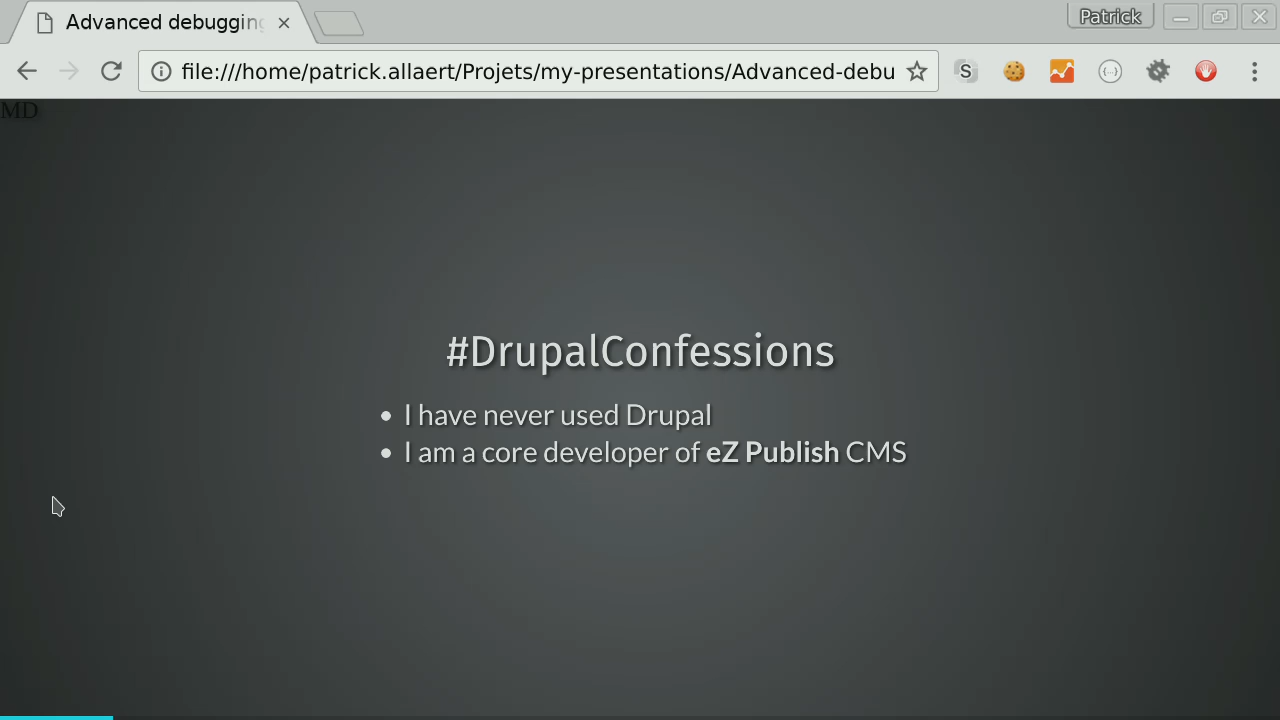 Advanced debugging
Patrick
file:///home/patrick.allaert/Projets/my-presentations/Advanced-debu
S
MD
#DrupalConfessions
I have never used Drupal
I am a core developer of eZ Publish CMS